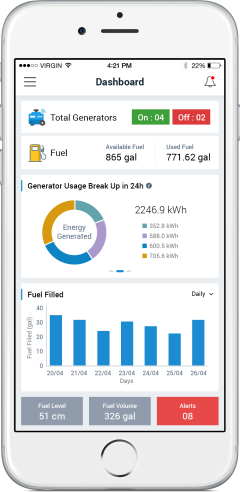 VIRGIN 4:21 PM 22%
Dashboard
Total Generators On : 04 Off : 02
Fuel
Available Fuel
865 gal
Used Fuel
771.62 gal
Generator Usage Break Up in 24h
Energy
Generated
2246.9 kWh
352.8 kWh
588.0 kWh
600.5 kWh
705.6 kWh
Fuel Filled Daily
Fuel Filled (gal)
40
30
20
10
0
20/04 21/04 22/04 23/04 24/04 25/04 26/04
Days
Fuel Level
51 cm
Fuel Volume
326 gal
Alerts
08